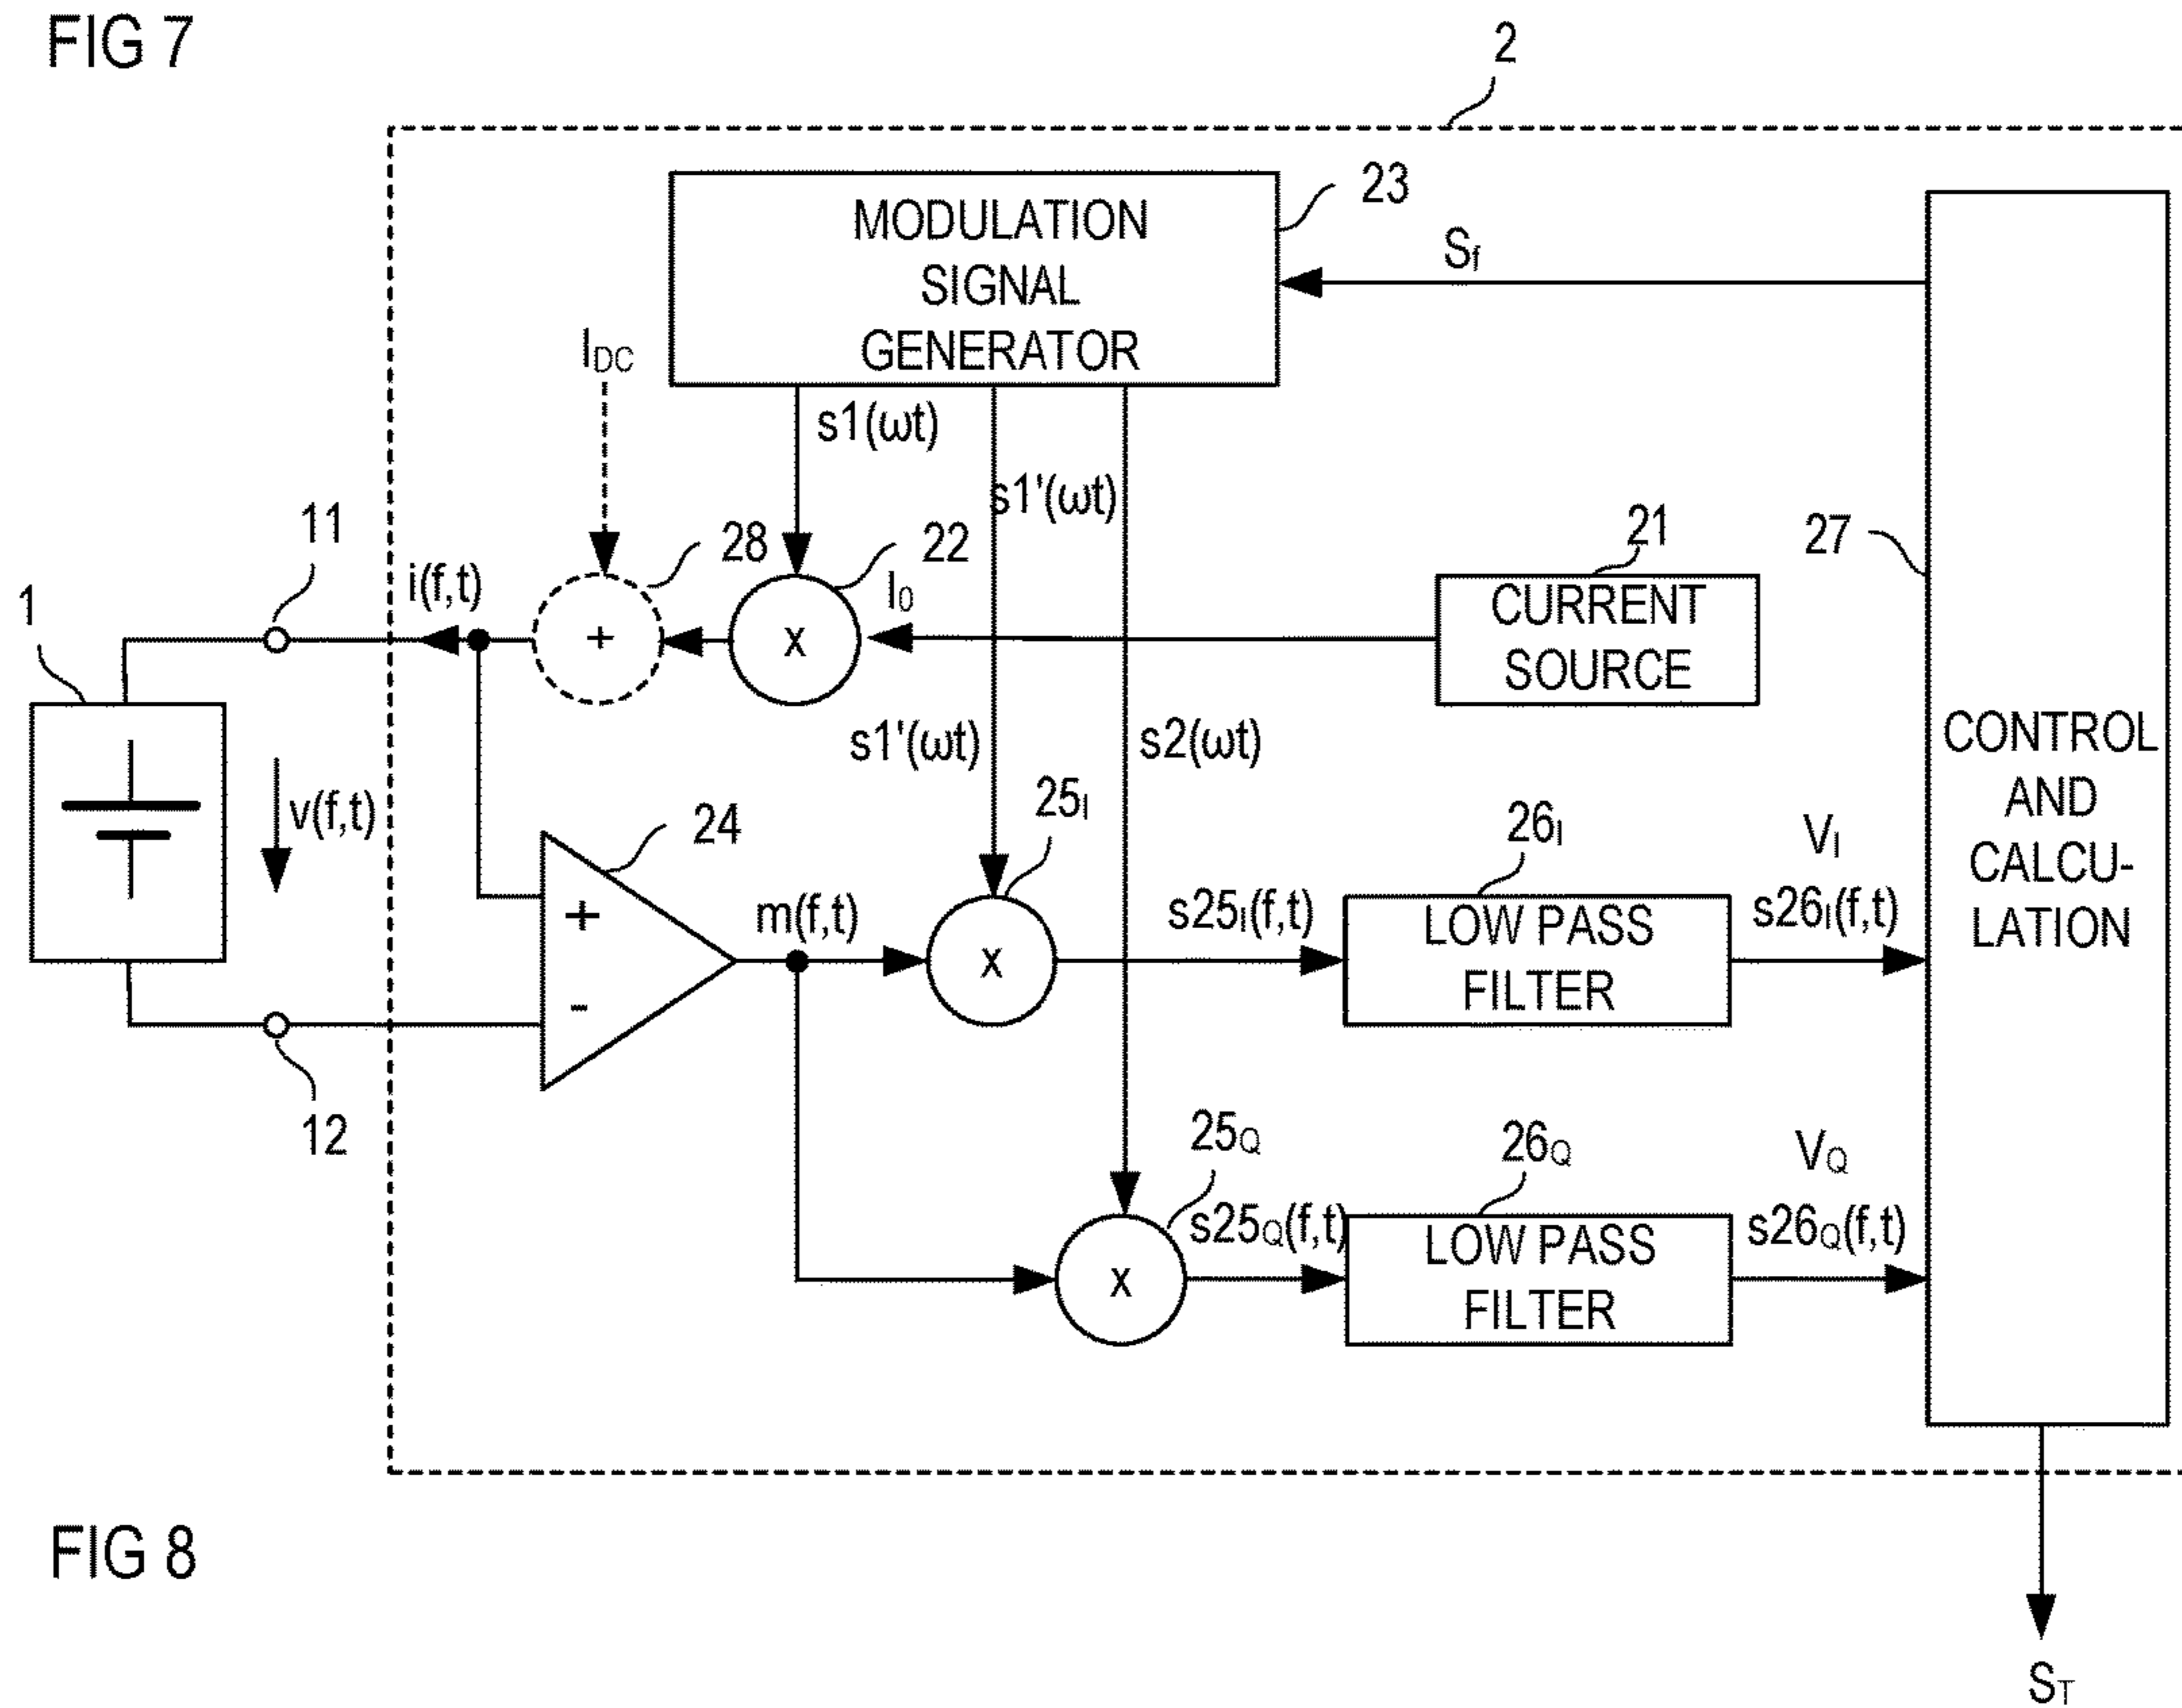 FIG 7
2
MODULATION
SIGNAL
GENERATOR
23
Sf
IDC
s1(ωt)
s1'(ωt)
11
28
22
21
27
1
i(f,t)
I0
+
x
CURRENT
SOURCE
s1'(ωt)
s2(ωt)
CONTROL
AND
CALCU-
LATION
v(f,t)
24
25I
26I
VI
+
-
m(f,t)
x
s25I(f,t)
LOW PASS
FILTER
s26I(f,t)
12
25Q
26Q
VQ
x
s25Q(f,t)
LOW PASS
FILTER
s26Q(f,t)
FIG 8
ST